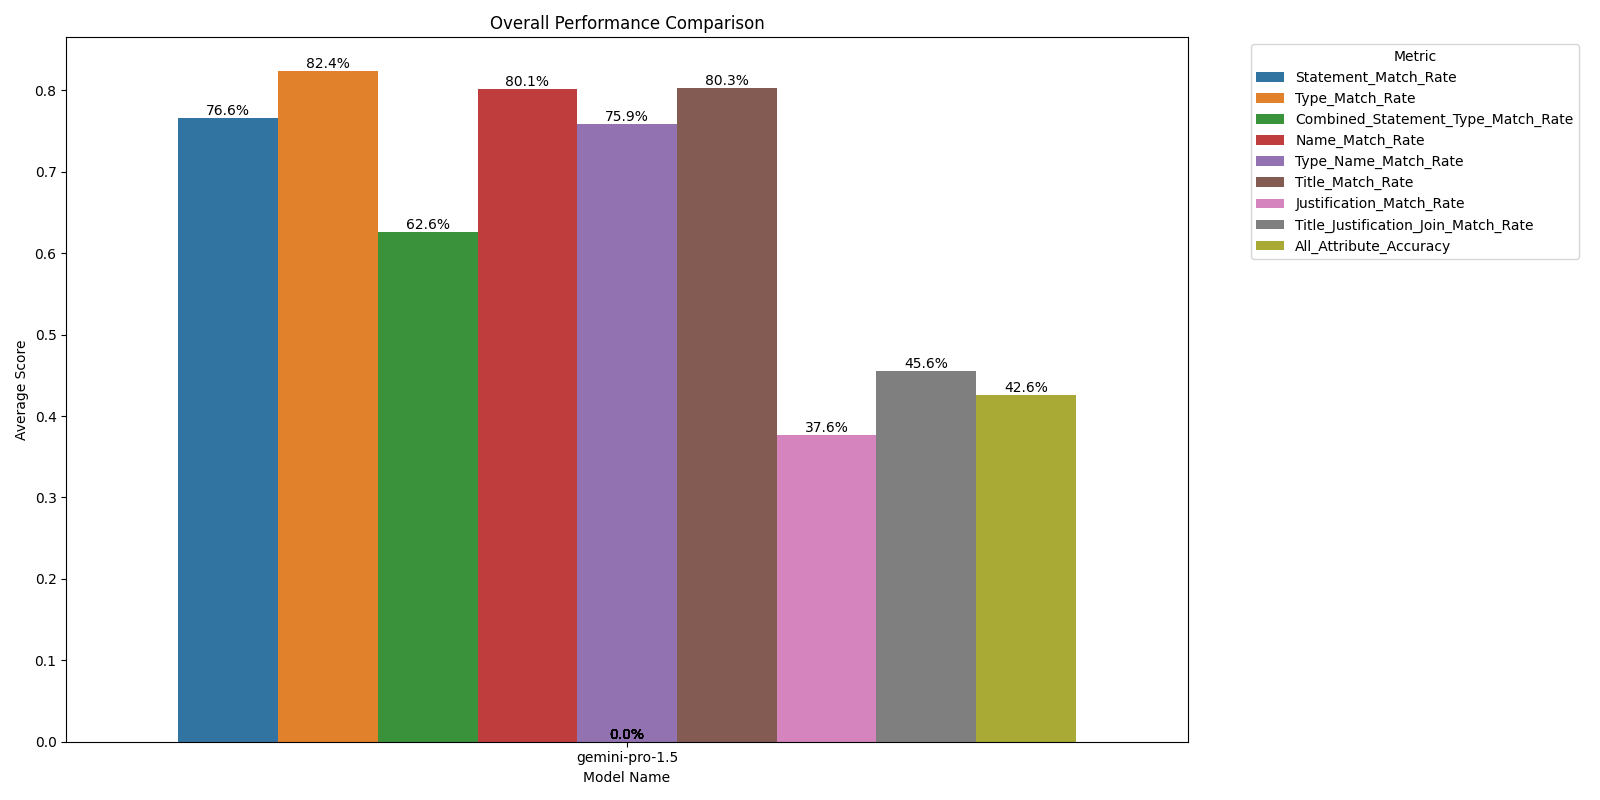 Overall Performance Comparison
Average Score
0.8
0.7
0.6
0.5
0.4
0.3
0.2
0.1
0.0
76.6%
82.4%
62.6%
80.1%
75.9%
80.3%
37.6%
45.6%
42.6%
0.0%
gemini-pro-1.5
Model Name
Metric
Statement_Match_Rate
Type_Match_Rate
Combined_Statement_Type_Match_Rate
Name_Match_Rate
Type_Name_Match_Rate
Title_Match_Rate
Justification_Match_Rate
Title_Justification_Join_Match_Rate
All_Attribute_Accuracy